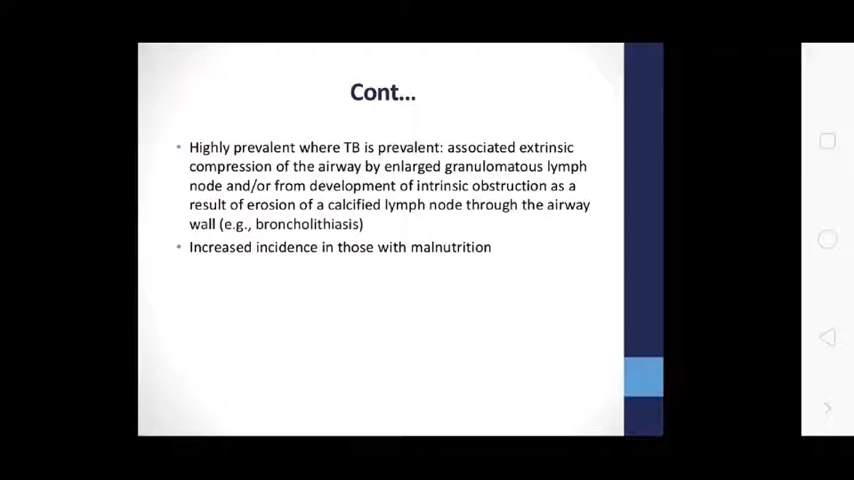 Cont...
• Highly prevalent where TB is prevalent: associated extrinsic
compression of the airway by enlarged granulomatous lymph
node and/or from development of intrinsic obstruction as a
result of erosion of a calcified lymph node through the airway
wall (e.g., broncholithiasis)
• Increased incidence in those with malnutrition